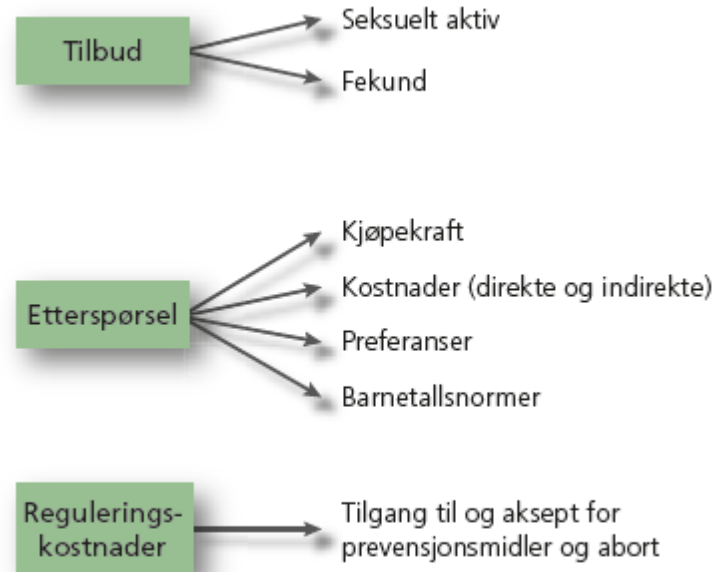 Tilbud
Seksuelt aktiv
Fekund
Etterspørsel
Kjøpekraft
Kostnader (direkte og indirekte)
Preferanser
Barnetallsnormer
Regulerings-
kostnader
Tilgang til og aksept for
prevensjonsmidler og abort